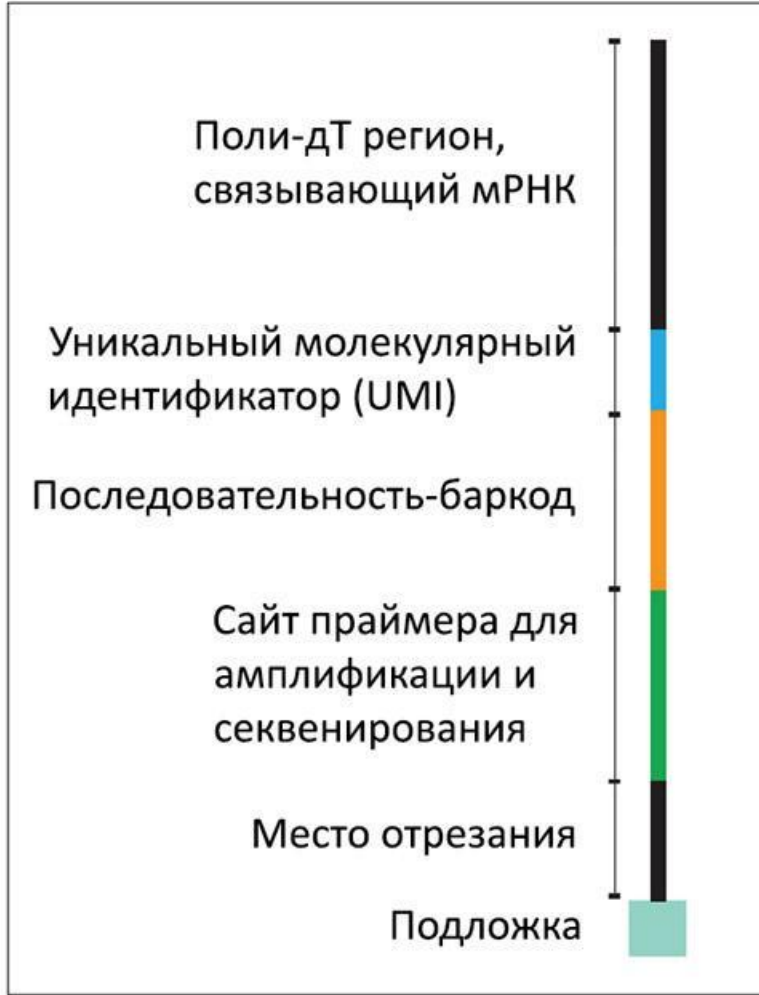 Поли-дТ регион,
связывающий мРНК
Уникальный молекулярный
идентификатор (UMI)
Последовательность-баркод
Сайт праймера для
амплификации и
секвенирования
Место отрезания
Подложка